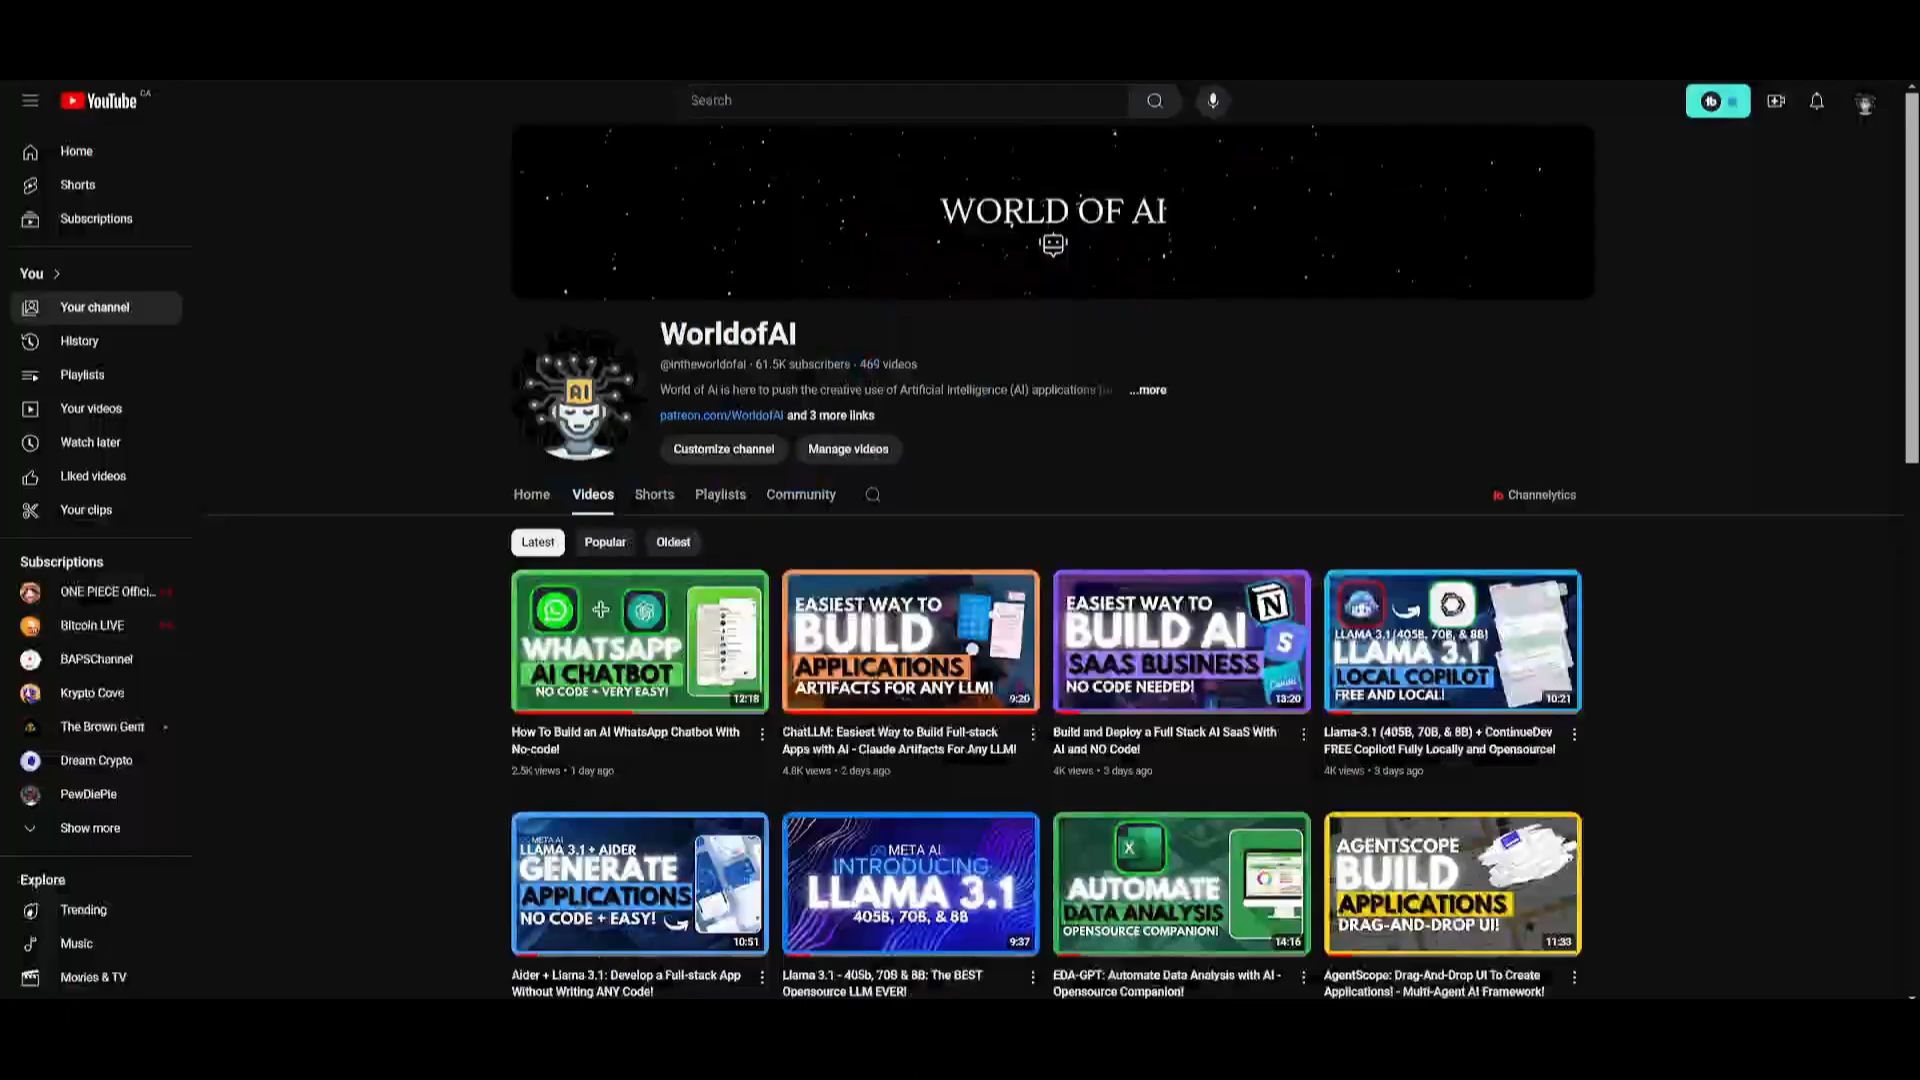 YouTube CA
Search
Home
Shorts
Subscriptions
You
Your channel
History
Playlists
Your videos
Watch later
Liked videos
Your clips
Subscriptions
ONE PIECE Offici...
Bitcoin LIVE
BAPSChannel
Krypto Cove
The Brown Gent
Dream Crypto
PewDiePie
Show more
Explore
Trending
Music
Movies & TV
WORLD OF AI
AI
WorldofAI
@intheworldofai · 61.5K subscribers · 469 videos
World of Ai is here to push the creative use of Artificial Intelligence (AI) applications ...more
patreon.com/WorldofAI and 3 more links
Customize channel Manage videos
Home Videos Shorts Playlists Community
Channelytics
Latest Popular Oldest
WHATSAPP
AI CHATBOT
NO CODE + VERY EASY!
12:18
How To Build an AI WhatsApp Chatbot With
No-code!
2.5K views • 1 day ago
EASIEST WAY TO
BUILD
APPLICATIONS
ARTIFACTS FOR ANY LLM!
9:20
ChatLLM: Easiest Way to Build Full-stack
Apps with AI - Claude Artifacts For Any LLM!
4.8K views • 2 days ago
EASIEST WAY TO
BUILD AI
SAAS BUSINESS
NO CODE NEEDED!
N
S
Canva
13:20
Build and Deploy a Full Stack AI SaaS With
AI and NO Code!
4K views • 3 days ago
LLAMA 3.1 (405B, 70B, & 8B)
LLAMA 3.1
LOCAL COPILOT
FREE AND LOCAL!
10:21
Llama-3.1 (405B, 70B, & 8B) + ContinueDev
FREE Copilot! Fully Locally and Opensource!
4K views • 3 days ago
META AI
LLAMA 3.1 + AIDER
GENERATE
APPLICATIONS
NO CODE + EASY!
10:51
Aider + Llama 3.1: Develop a Full-stack App
Without Writing ANY Code!
META AI
INTRODUCING
LLAMA 3.1
405B, 70B, & 8B
9:37
Llama 3.1 - 405b, 70B & 8B: The BEST
Opensource LLM EVER!
X
AUTOMATE
DATA ANALYSIS
OPENSOURCE COMPANION!
14:16
EDA-GPT: Automate Data Analysis with AI -
Opensource Companion!
AGENTSCOPE
BUILD
APPLICATIONS
DRAG-AND-DROP UI!
11:33
AgentScope: Drag-And-Drop UI To Create
Applications! - Multi-Agent AI Framework!